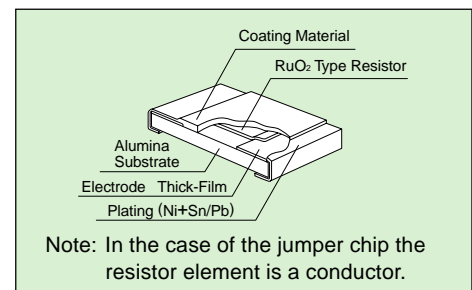 Coating Material
RuO₂ Type Resistor
Alumina
Substrate
Electrode Thick-Film
Plating (Ni+Sn/Pb)
Note: In the case of the jumper chip the
resistor element is a conductor.